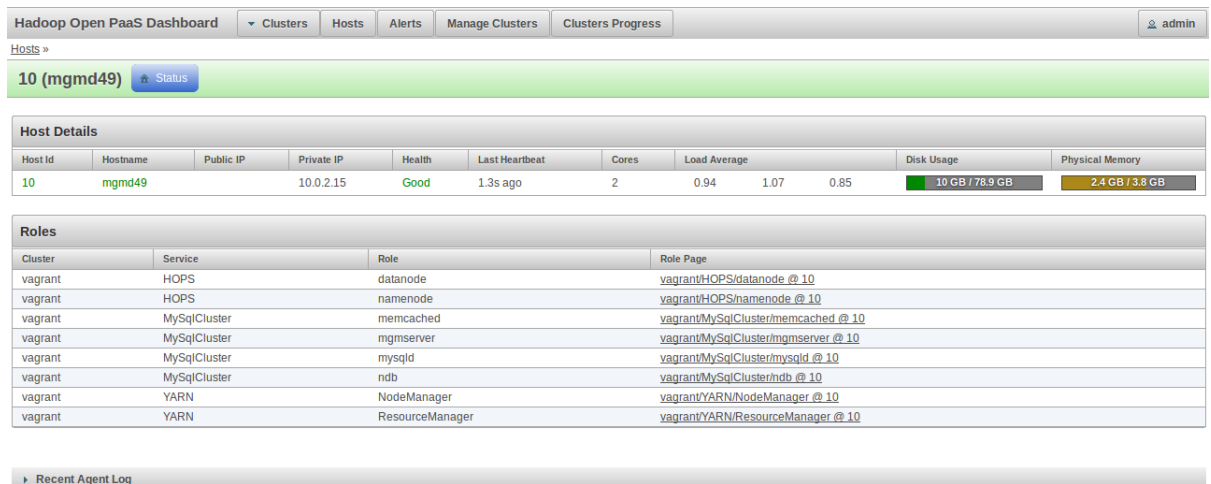 Hadoop Open PaaS Dashboard Clusters Hosts Alerts Manage Clusters Clusters Progress admin
Hosts »
10 (mgmd49) Status
Host Details
Host Id Hostname Public IP Private IP Health Last Heartbeat Cores Load Average Disk Usage Physical Memory
10 mgmd49 10.0.2.15 Good 1.3s ago 2 0.94 1.07 0.85 10 GB / 78.9 GB 2.4 GB / 3.8 GB
Roles
Cluster Service Role Role Page
vagrant HOPS datanode vagrant/HOPS/datanode @ 10
vagrant HOPS namenode vagrant/HOPS/namenode @ 10
vagrant MySqlCluster memcached vagrant/MySqlCluster/memcached @ 10
vagrant MySqlCluster mgmserver vagrant/MySqlCluster/mgmserver @ 10
vagrant MySqlCluster mysqld vagrant/MySqlCluster/mysqld @ 10
vagrant MySqlCluster ndb vagrant/MySqlCluster/ndb @ 10
vagrant YARN NodeManager vagrant/YARN/NodeManager @ 10
vagrant YARN ResourceManager vagrant/YARN/ResourceManager @ 10
Recent Agent Log